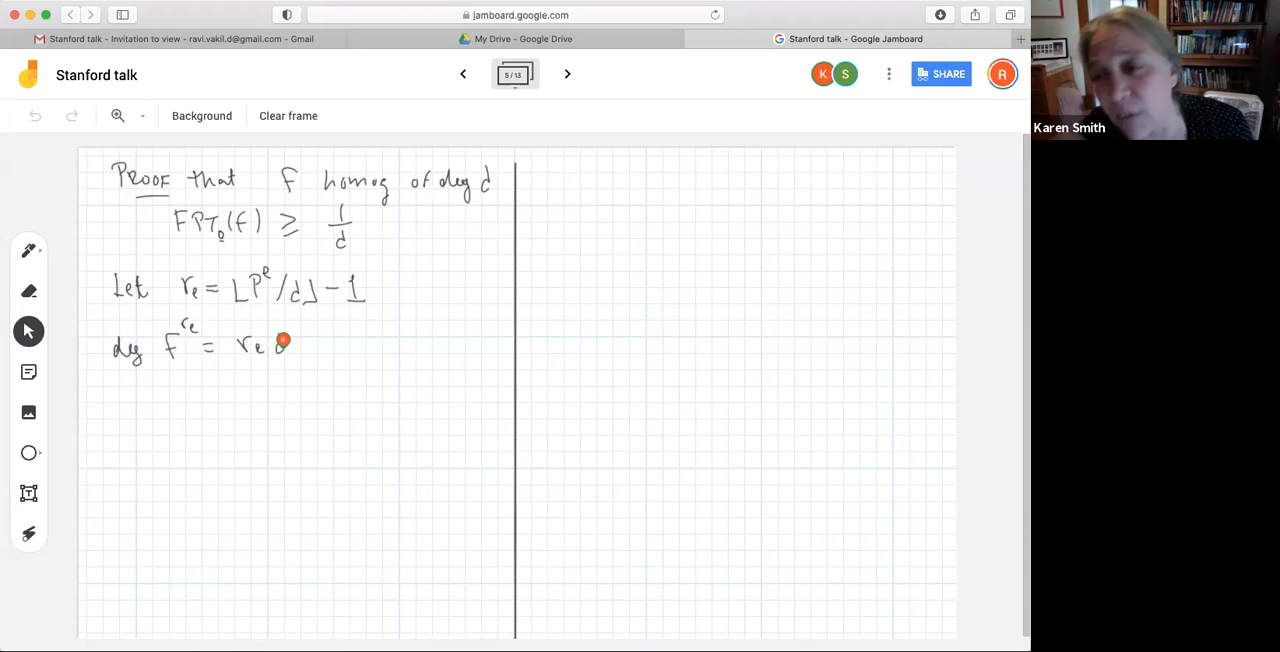 jamboard.google.com
Stanford talk - Invitation to view - ravi.vakil.d@gmail.com - Gmail
My Drive - Google Drive
Stanford talk - Google Jamboard
Stanford talk
5 / 13
K S
SHARE
R
Background
Clear frame
Karen Smith
PROOF that f homog of deg d
FPT₀(f) ≥ 1/d
Let rₑ = ⌊pᵉ/d⌋ - 1
deg f^{rₑ} = rₑ